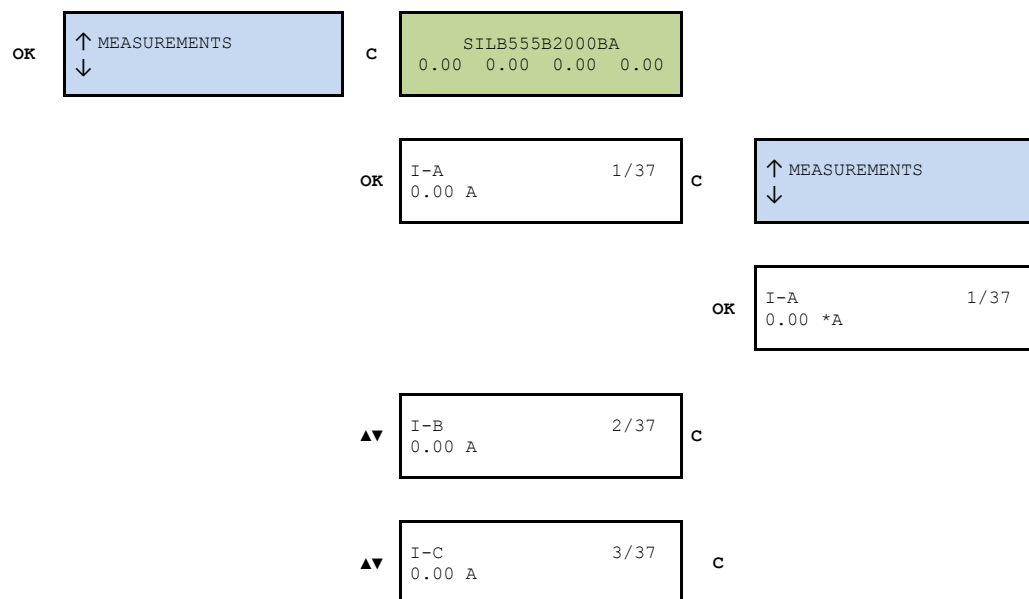 OK
↑ MEASUREMENTS
↓
C
SILB555B2000BA
0.00 0.00 0.00 0.00
OK
I-A 1/37
0.00 A
C
↑ MEASUREMENTS
↓
OK
I-A 1/37
0.00 *A
▲▼
I-B 2/37
0.00 A
C
▲▼
I-C 3/37
0.00 A
C